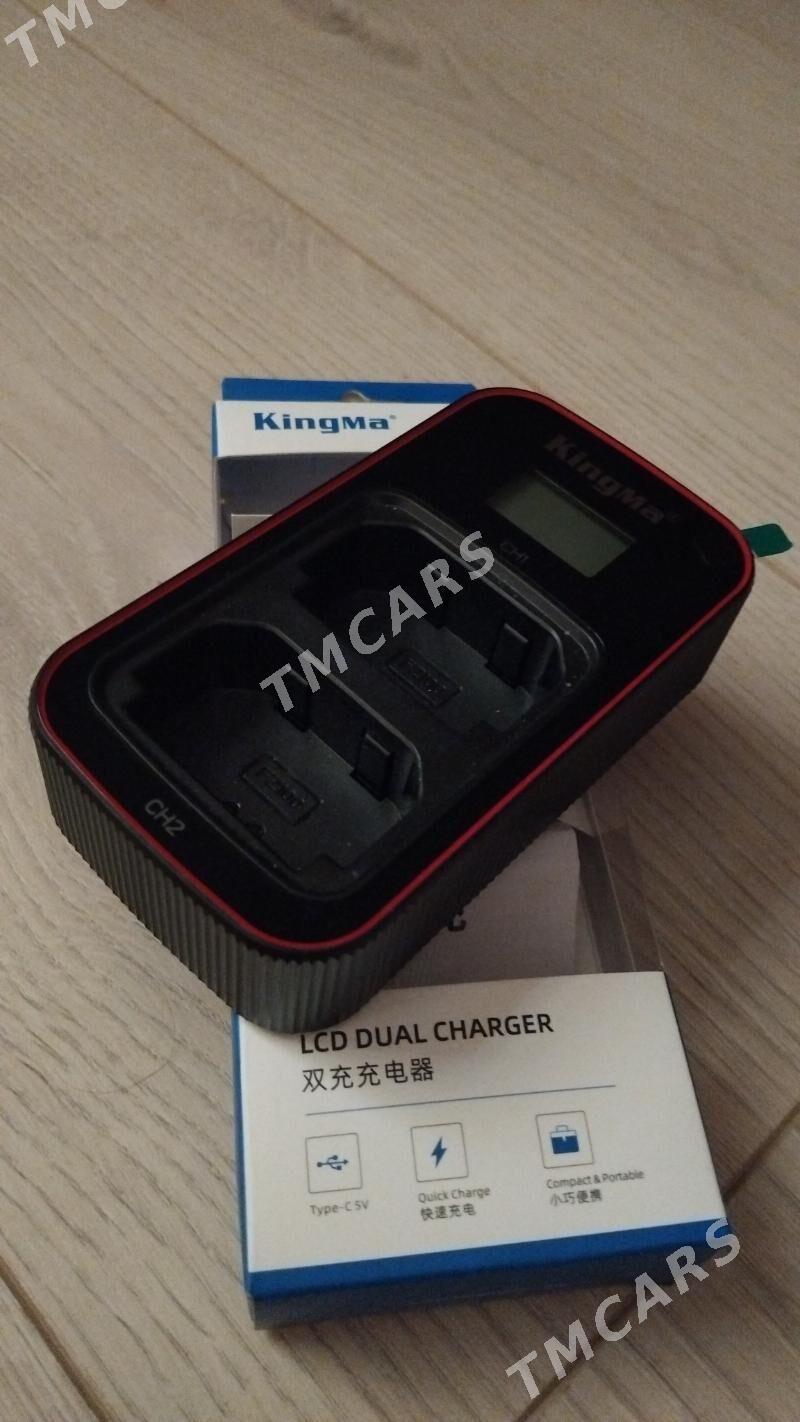 TMC
KingMa®
KingMa®
CH1
TMCARS
CH2
C
LCD DUAL CHARGER
双充充电器
Type-C 5V
Quick Charge
快速充电
Compact & Portable
小巧便携
TMCARS